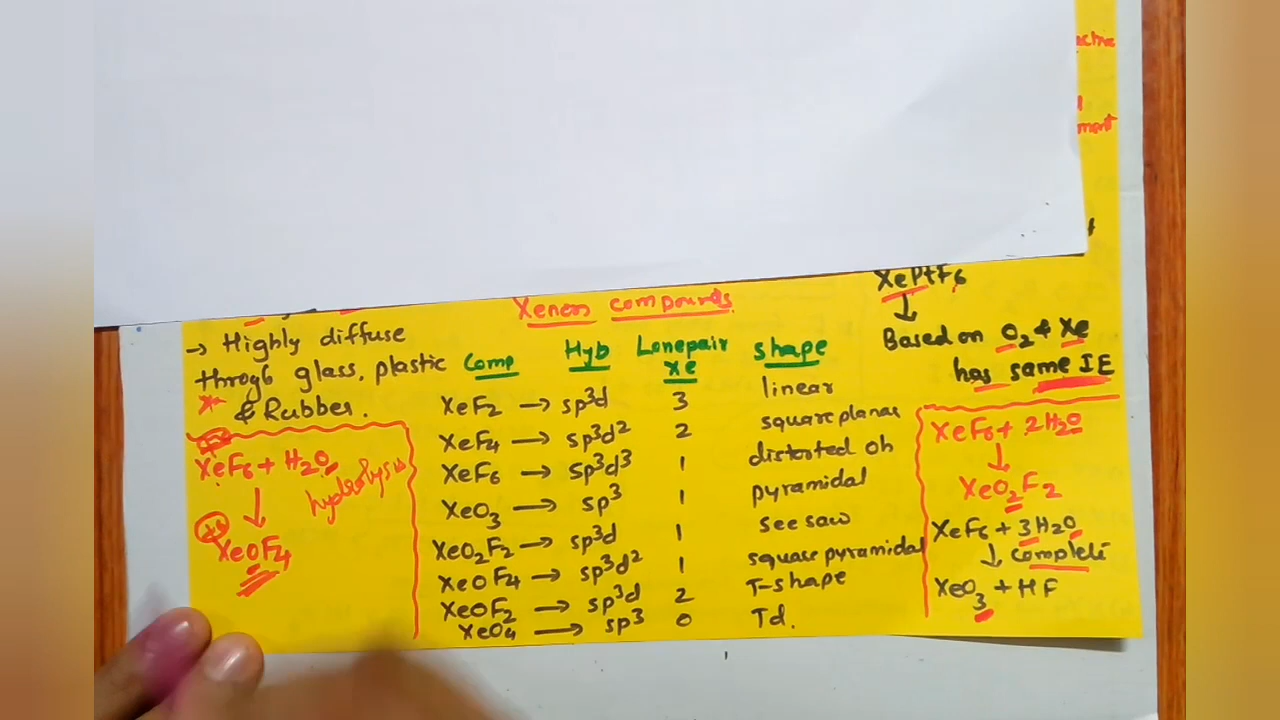 XePtF6
↓
Based on O2 & Xe
has same IE
→ Highly diffuse
throgh glass, plastic
& Rubber.
Xenon compounds
Comp Hyb Lonepair Xe shape
XeF2 → sp³d 3 linear
XeF4 → sp³d² 2 square planar
XeF6 → sp³d³ 1 distorted oh
XeO3 → sp³ 1 pyramidal
XeO2F2 → sp³d 1 see saw
XeOF4 → sp³d² 1 square pyramidal
XeOF2 → sp³d 2 T-shape
XeO4 → sp³ 0 Td.
+6
XeF6 + H2O
hydrolysis
↓
+6
XeOF4
XeF6 + 2H2O
↓
XeO2F2
XeF6 + 3H2O
↓ complete
XeO3 + HF